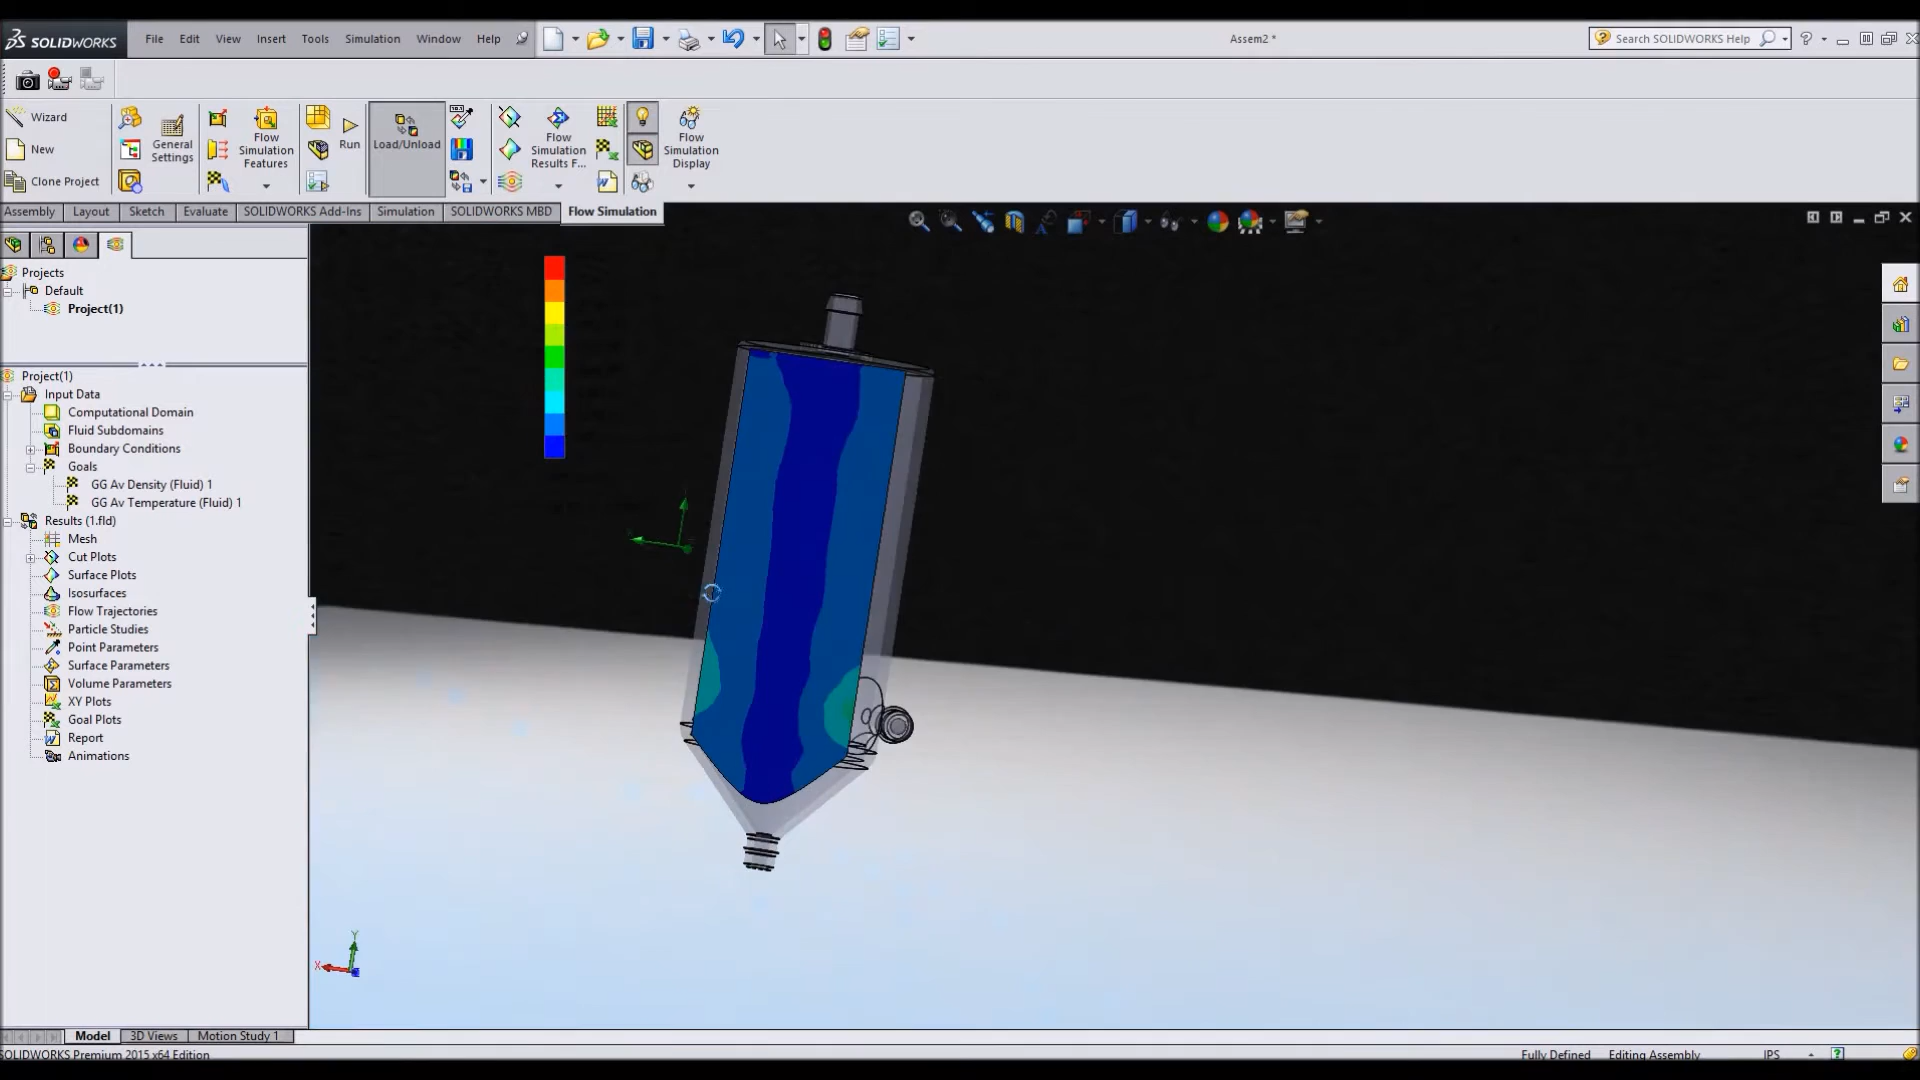 SOLIDWORKS File Edit View Insert Tools Simulation Window Help Assem2 * Search SOLIDWORKS Help
Wizard
New
Clone Project
General
Settings
Flow
Simulation
Features
Run
Load/Unload
Flow
Simulation
Results F...
Flow
Simulation
Display
Assembly Layout Sketch Evaluate SOLIDWORKS Add-Ins Simulation SOLIDWORKS MBD Flow Simulation
Projects
Default
Project(1)
Project(1)
Input Data
Computational Domain
Fluid Subdomains
Boundary Conditions
Goals
GG Av Density (Fluid) 1
GG Av Temperature (Fluid) 1
Results (1.fld)
Mesh
Cut Plots
Surface Plots
Isosurfaces
Flow Trajectories
Particle Studies
Point Parameters
Surface Parameters
Volume Parameters
XY Plots
Goal Plots
Report
Animations
Y
X
Model 3D Views Motion Study 1
SOLIDWORKS Premium 2015 x64 Edition Fully Defined Editing Assembly IPS